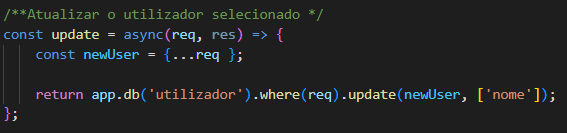 /**Atualizar o utilizador selecionado */
const update = async(req, res) => {
    const newUser = {...req };

    return app.db('utilizador').where(req).update(newUser, ['nome']);
};